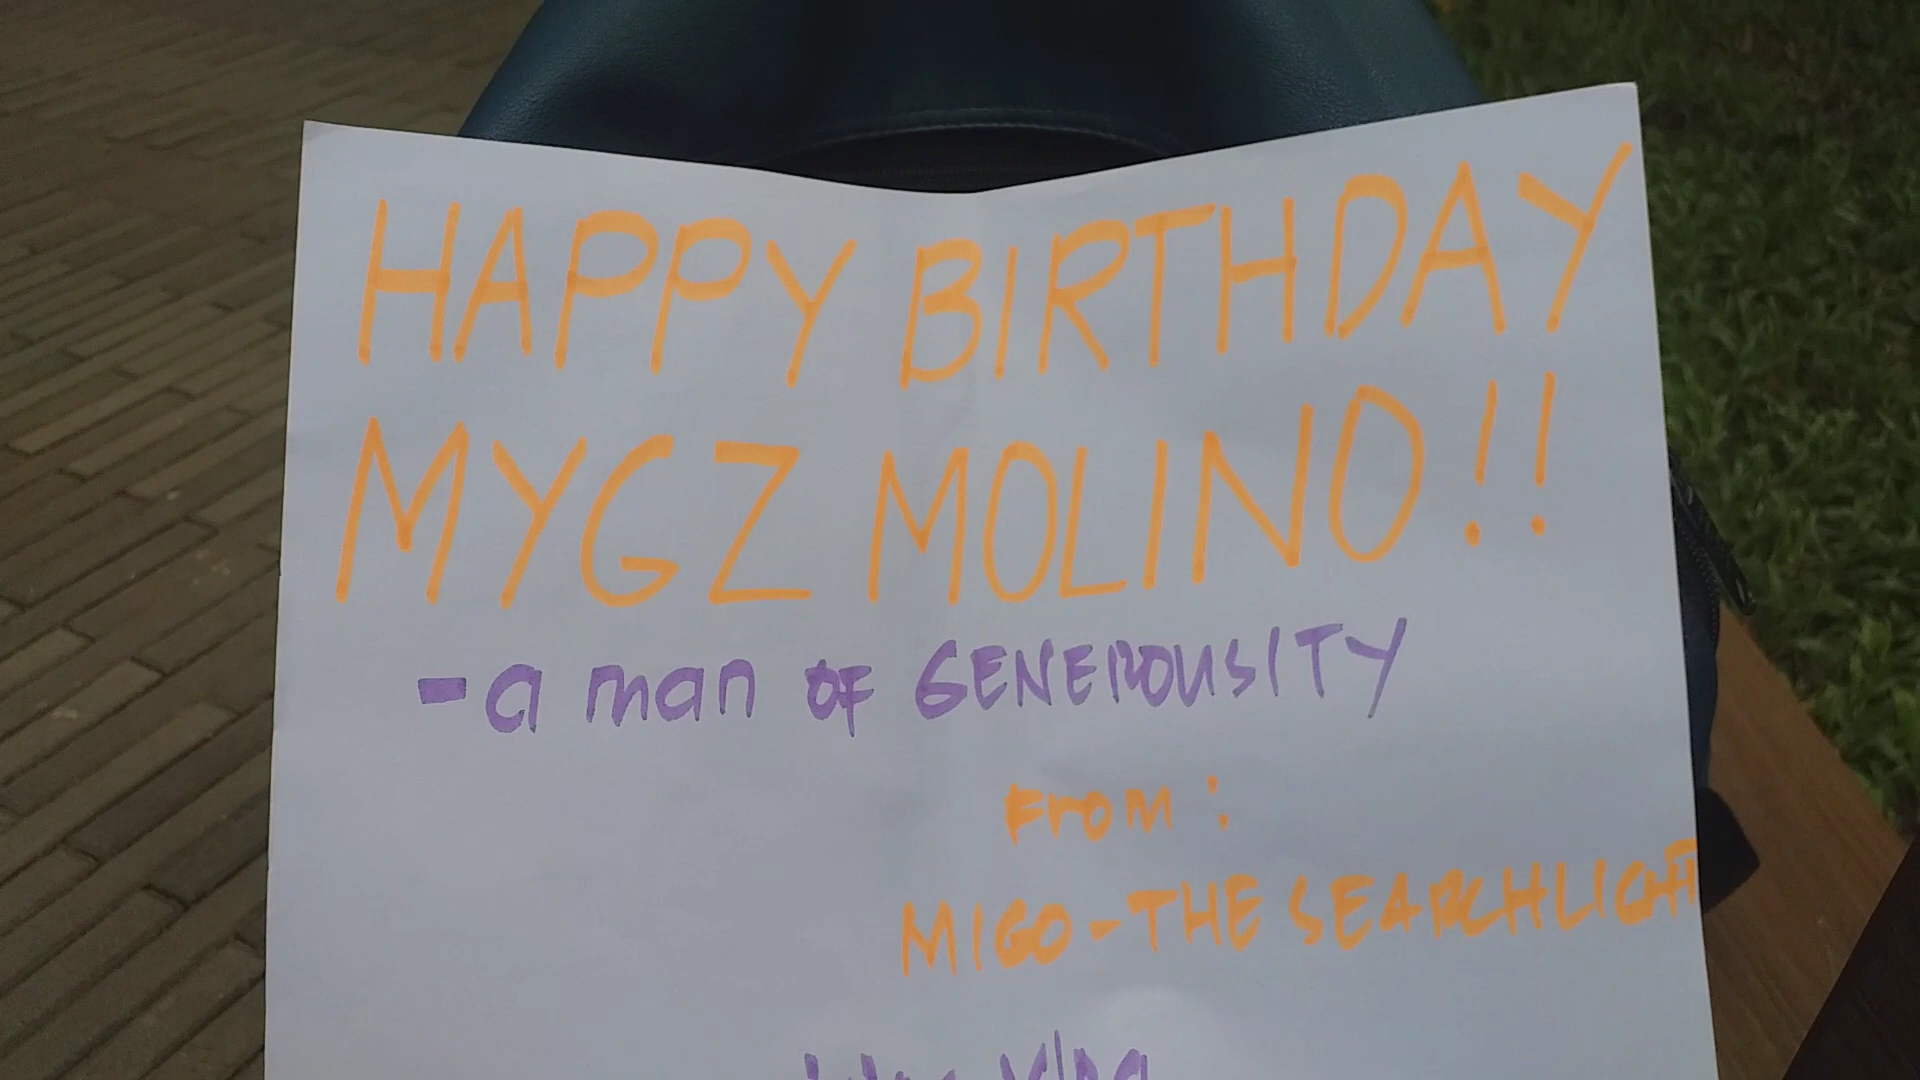 HAPPY BIRTHDAY
MYGZ MOLINO!!
-a man OF GENEROUSITY
From:
MIGO-THE SEARCHLIGHT